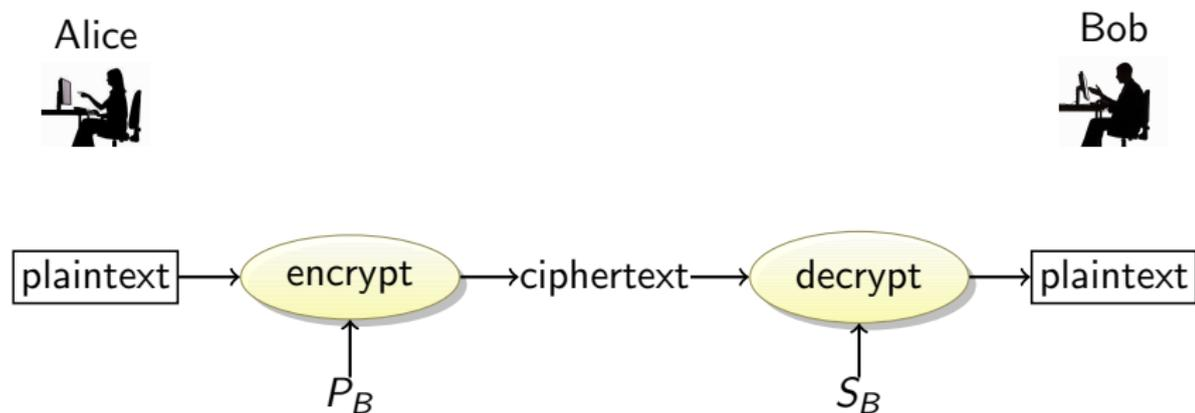 Alice
Bob
plaintext
encrypt
ciphertext
decrypt
plaintext
P_B
S_B